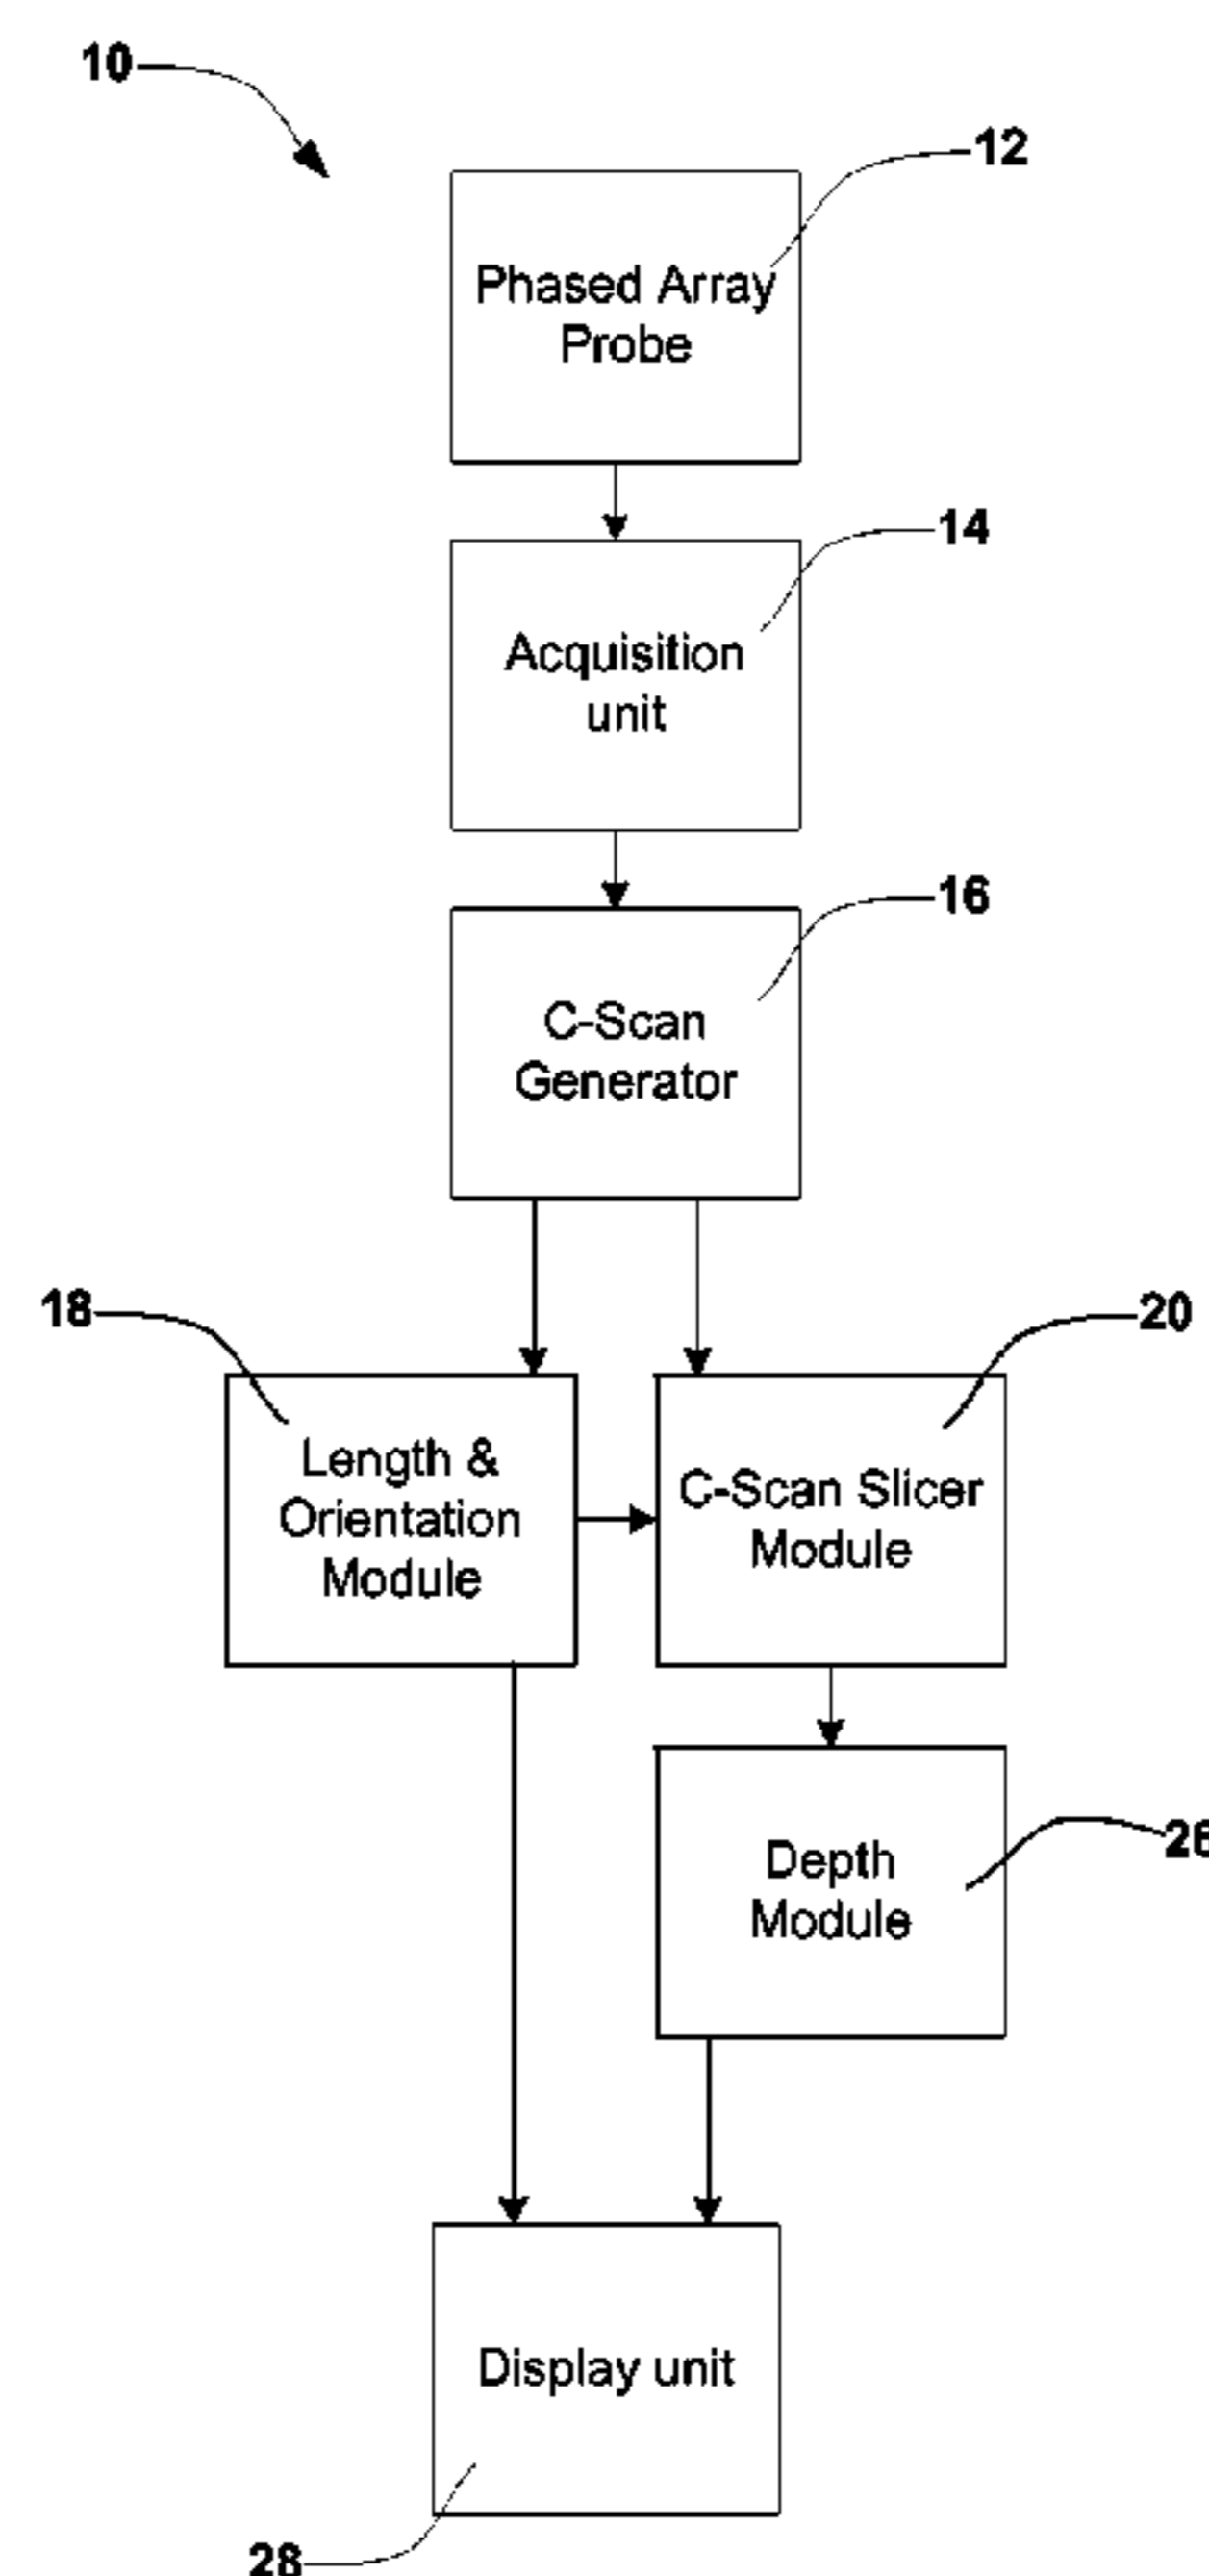 10
12
Phased Array
Probe
14
Acquisition
unit
16
C-Scan
Generator
18
20
Length &
Orientation
Module
C-Scan Slicer
Module
26
Depth
Module
Display unit
28